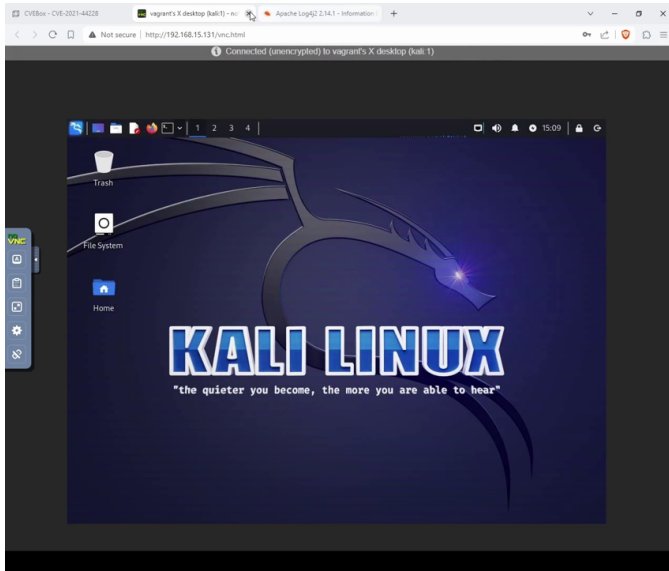 CVEBox - CVE-2021-44228
vagrant's X desktop (kali:1) - no
Apache Log4j2 2.14.1 - Information
Not secure | http://192.168.15.131/vnc.html
Connected (unencrypted) to vagrant's X desktop (kali:1)
1 2 3 4
15:09
Trash
File System
Home
no
VNC
A
KALI LINUX
"the quieter you become, the more you are able to hear"